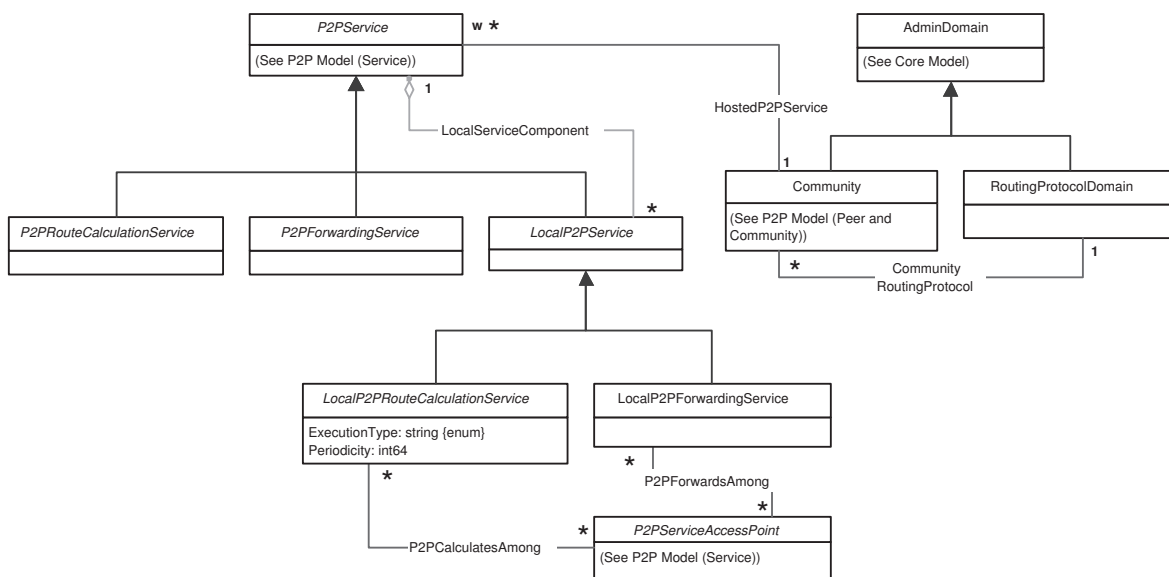 P2PService
w *
AdminDomain
(See P2P Model (Service))
(See Core Model)
1
HostedP2PService
LocalServiceComponent
1
Community
RoutingProtocolDomain
(See P2P Model (Peer and
Community))
*
P2PRouteCalculationService
P2PForwardingService
LocalP2PService
*
1
Community
RoutingProtocol
LocalP2PRouteCalculationService
LocalP2PForwardingService
ExecutionType: string {enum}
Periodicity: int64
*
*
P2PForwardsAmong
*
*
P2PServiceAccessPoint
P2PCalculatesAmong
(See P2P Model (Service))